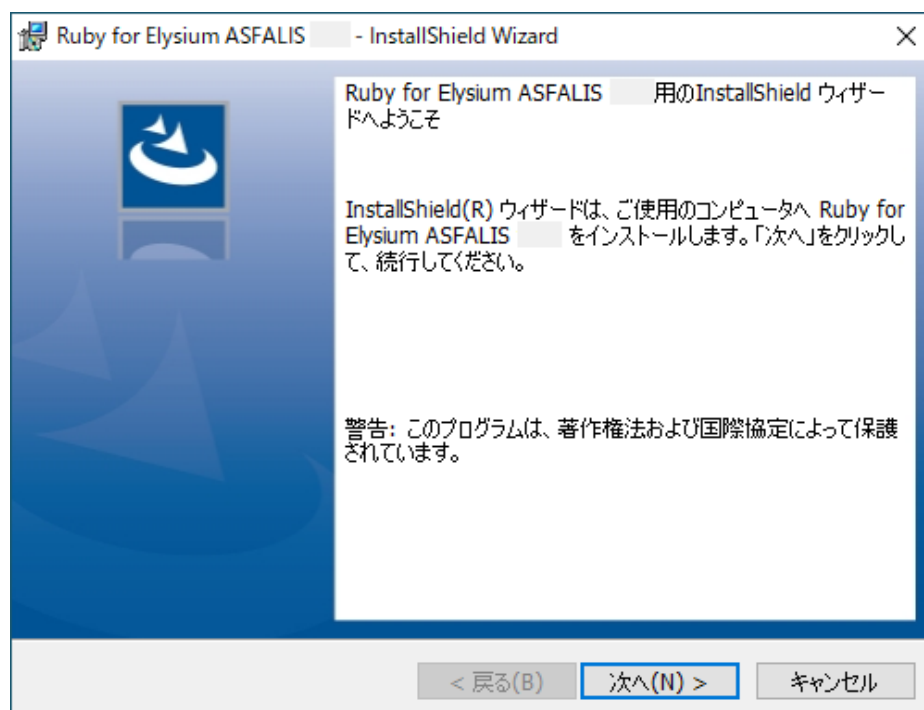 Ruby for Elysium ASFALIS - InstallShield Wizard
Ruby for Elysium ASFALIS 用のInstallShield ウィザー
ドへようこそ
InstallShield(R) ウィザードは、ご使用のコンピュータへ Ruby for
Elysium ASFALIS をインストールします。「次へ」をクリックし
て、続行してください。
警告: このプログラムは、著作権法および国際協定によって保護
されています。
< 戻る(B)
次へ(N) >
キャンセル